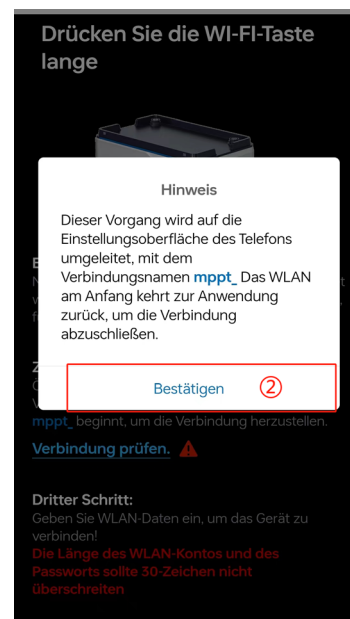 Drücken Sie die WI-FI-Taste
lange
Hinweis
Dieser Vorgang wird auf die
Einstellungsoberfläche des Telefons
umgeleitet, mit dem
Verbindungsnamen mppt_ Das WLAN
am Anfang kehrt zur Anwendung
zurück, um die Verbindung
abzuschließen.
Bestätigen ②
mppt_ beginnt, um die Verbindung herzustellen.
Verbindung prüfen.
Dritter Schritt:
Geben Sie WLAN-Daten ein, um das Gerät zu
verbinden!
Die Länge des WLAN-Kontos und des
Passworts sollte 30-Zeichen nicht
überschreiten